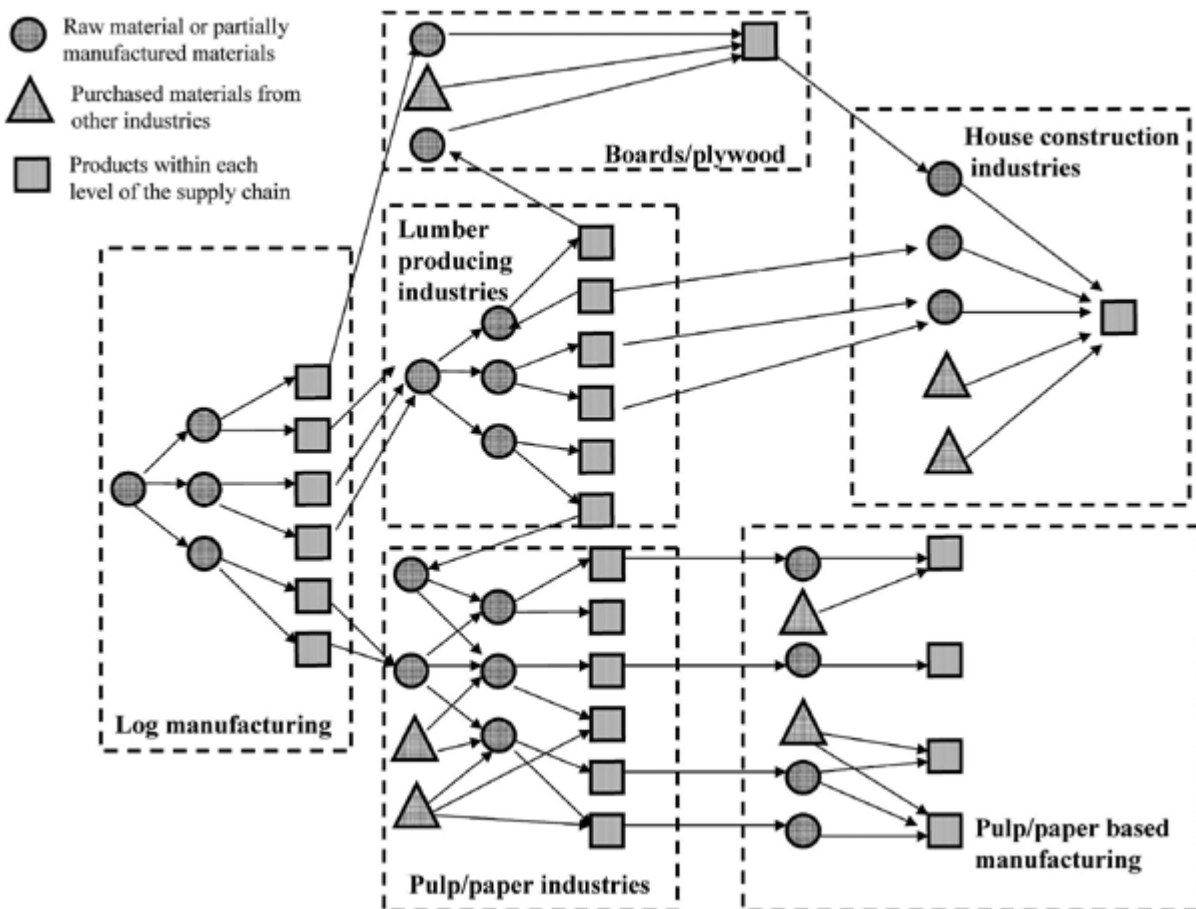 Raw material or partially
manufactured materials
Purchased materials from
other industries
Products within each
level of the supply chain
Boards/plywood
House construction
industries
Lumber
producing
industries
Log manufacturing
Pulp/paper industries
Pulp/paper based
manufacturing